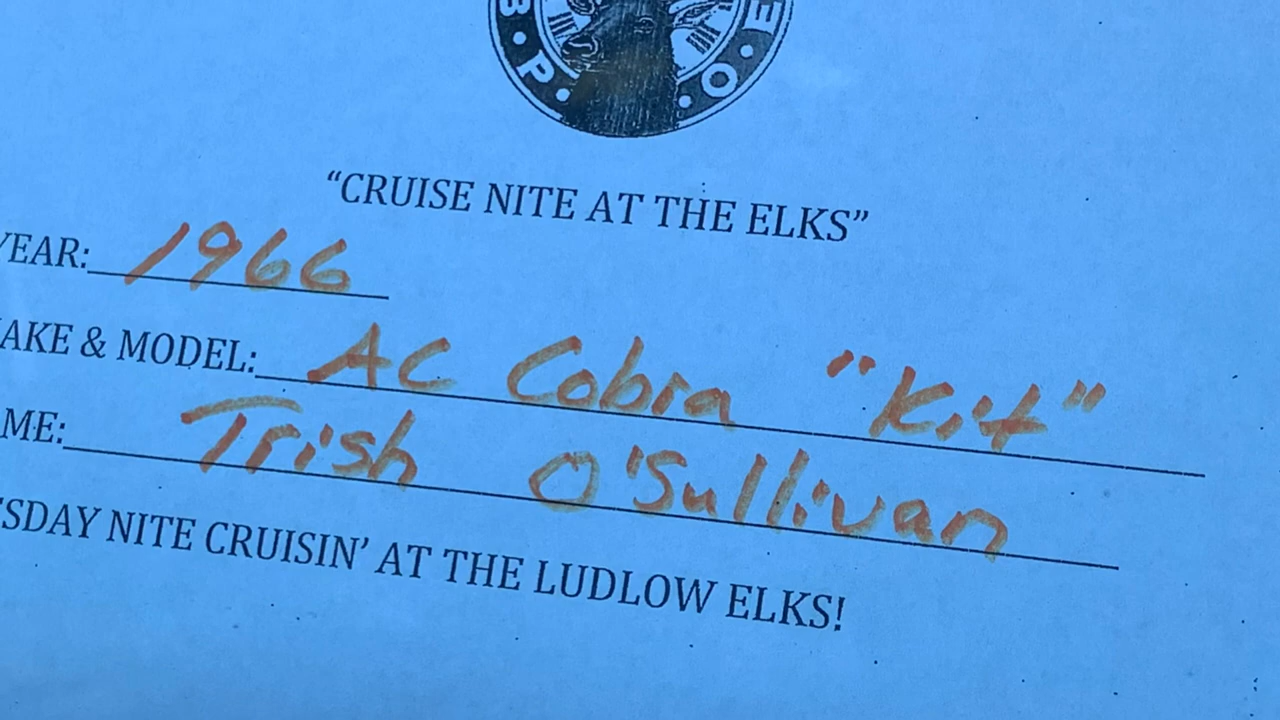 B • P • • O • E
“CRUISE NITE AT THE ELKS”
YEAR: 1966
AKE & MODEL: AC Cobra "Kit"
ME: Trish O'Sullivan
SDAY NITE CRUISIN’ AT THE LUDLOW ELKS!